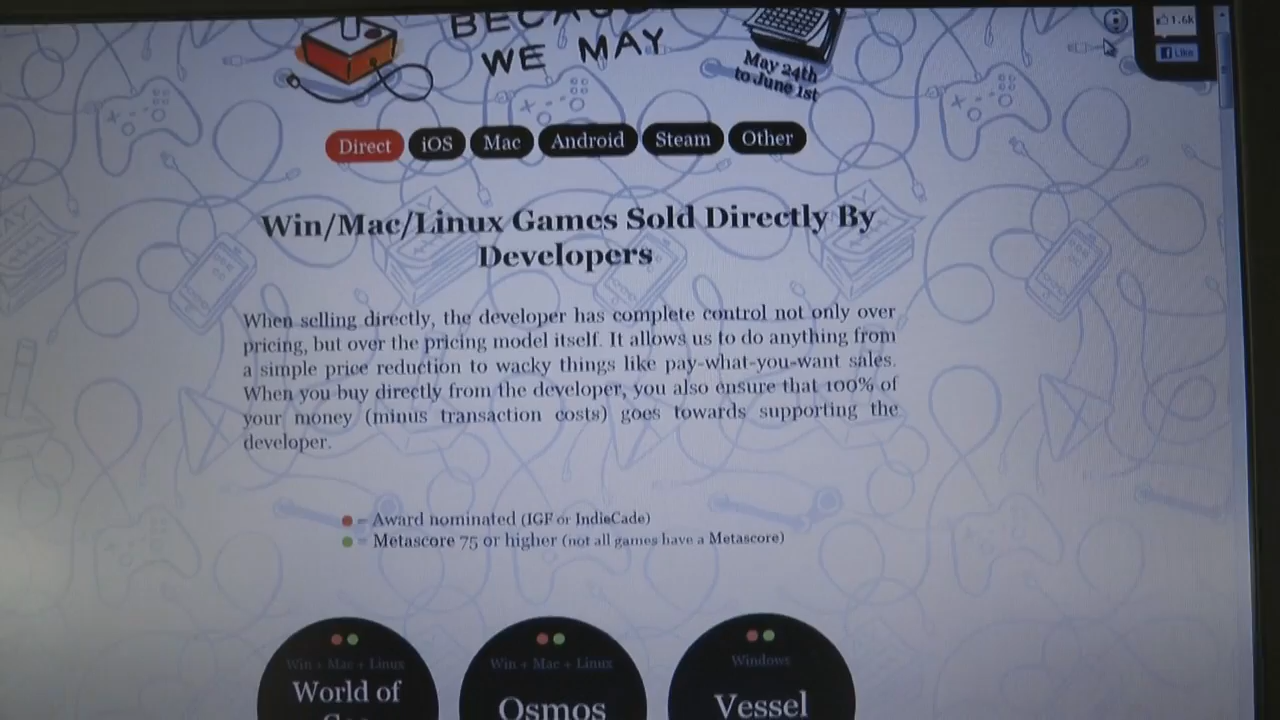 WE MAY
May 24th
to June 1st
1.6k
Like
Direct
iOS
Mac
Android
Steam
Other
Win/Mac/Linux Games Sold Directly By
Developers
When selling directly, the developer has complete control not only over
pricing, but over the pricing model itself. It allows us to do anything from
a simple price reduction to wacky things like pay-what-you-want sales.
When you buy directly from the developer, you also ensure that 100% of
your money (minus transaction costs) goes towards supporting the
developer.
= Award nominated (IGF or IndieCade)
= Metascore 75 or higher (not all games have a Metascore)
Win + Mac + Linux
World of
Win + Mac + Linux
Osmos
Windows
Vessel